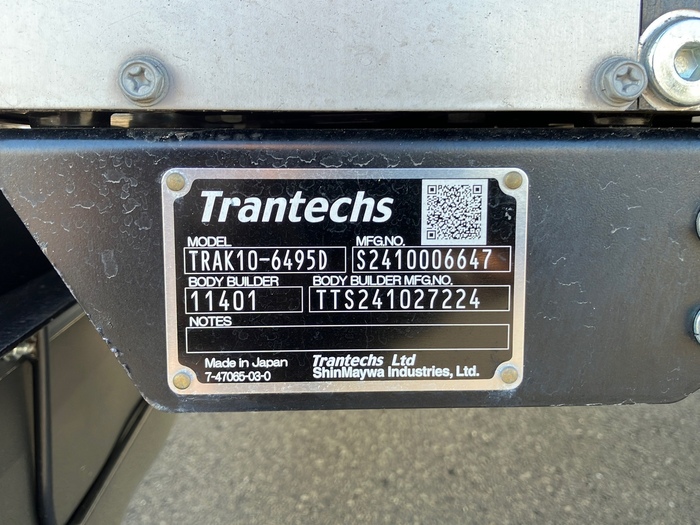 Trantechs
MODEL MFG.NO.
TRAK10-6495D S2410006647
BODY BUILDER BODY BUILDER MFG.NO.
11401 TTS241027224
NOTES
Made in Japan Trantechs Ltd
7-47065-03-0 ShinMaywa Industries, Ltd.